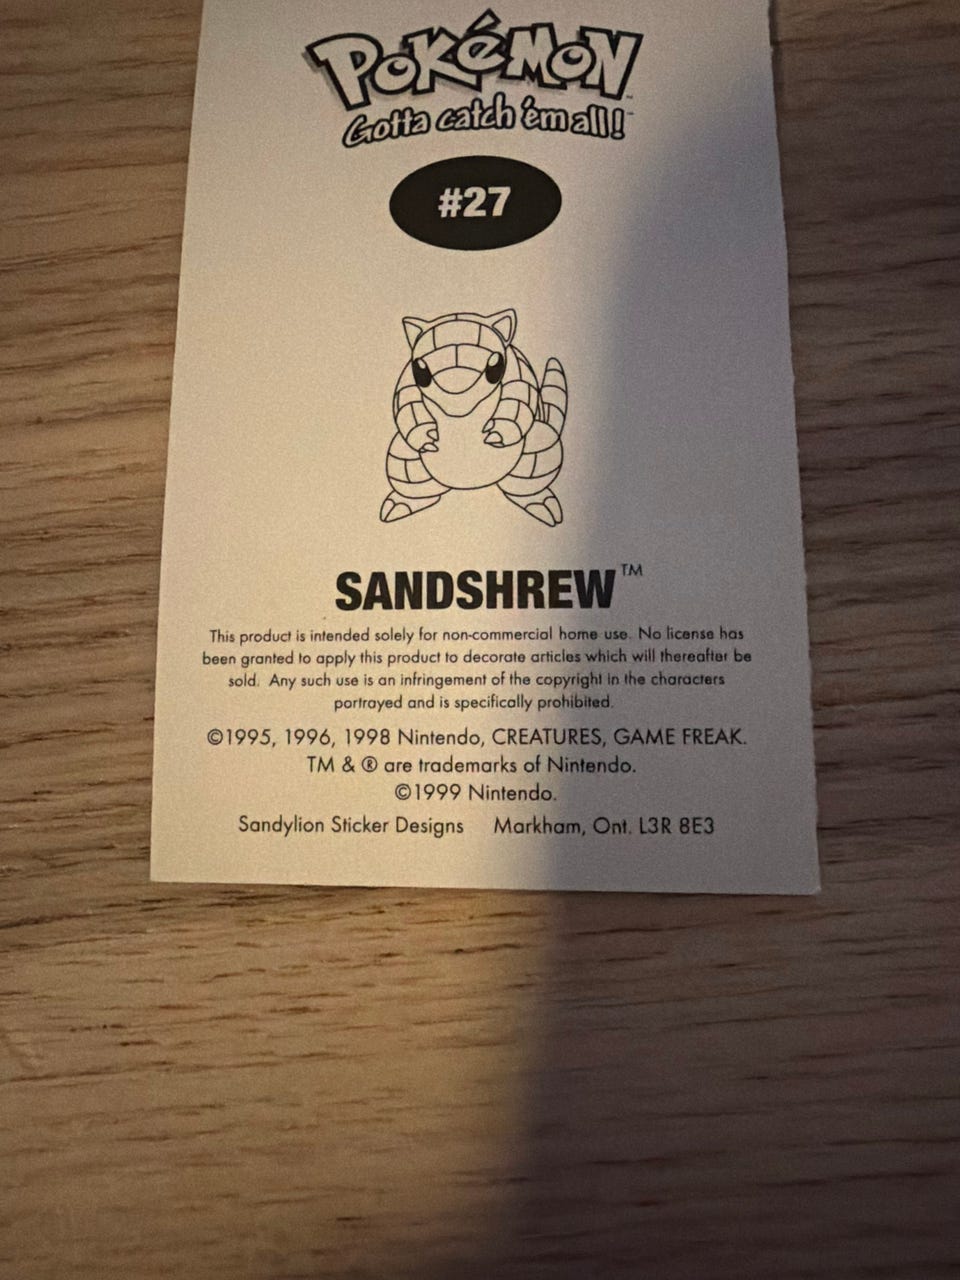 POKéMON™
Gotta catch 'em all!™
#27
SANDSHREW™
This product is intended solely for non-commercial home use. No license has
been granted to apply this product to decorate articles which will thereafter be
sold. Any such use is an infringement of the copyright in the characters
portrayed and is specifically prohibited.
©1995, 1996, 1998 Nintendo, CREATURES, GAME FREAK.
TM & ® are trademarks of Nintendo.
©1999 Nintendo.
Sandylion Sticker Designs Markham, Ont. L3R 8E3